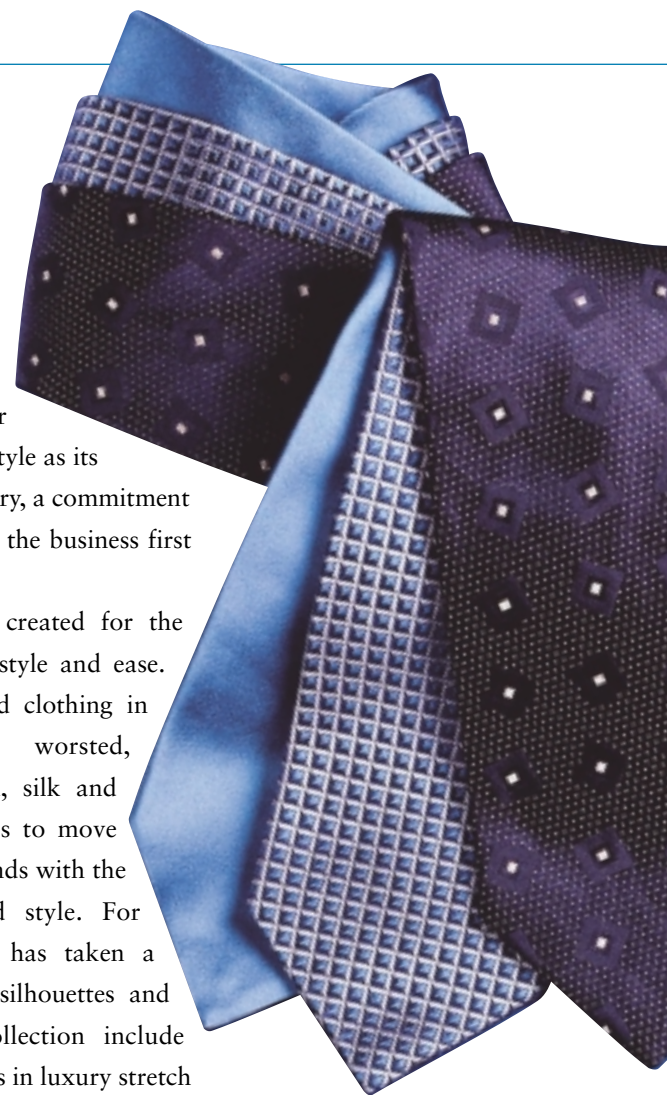 r
tyle as its
ry, a commitment
the business first
created for the
style and ease.
d clothing in
worsted,
, silk and
s to move
nds with the
d style. For
has taken a
silhouettes and
ollection include
s in luxury stretch